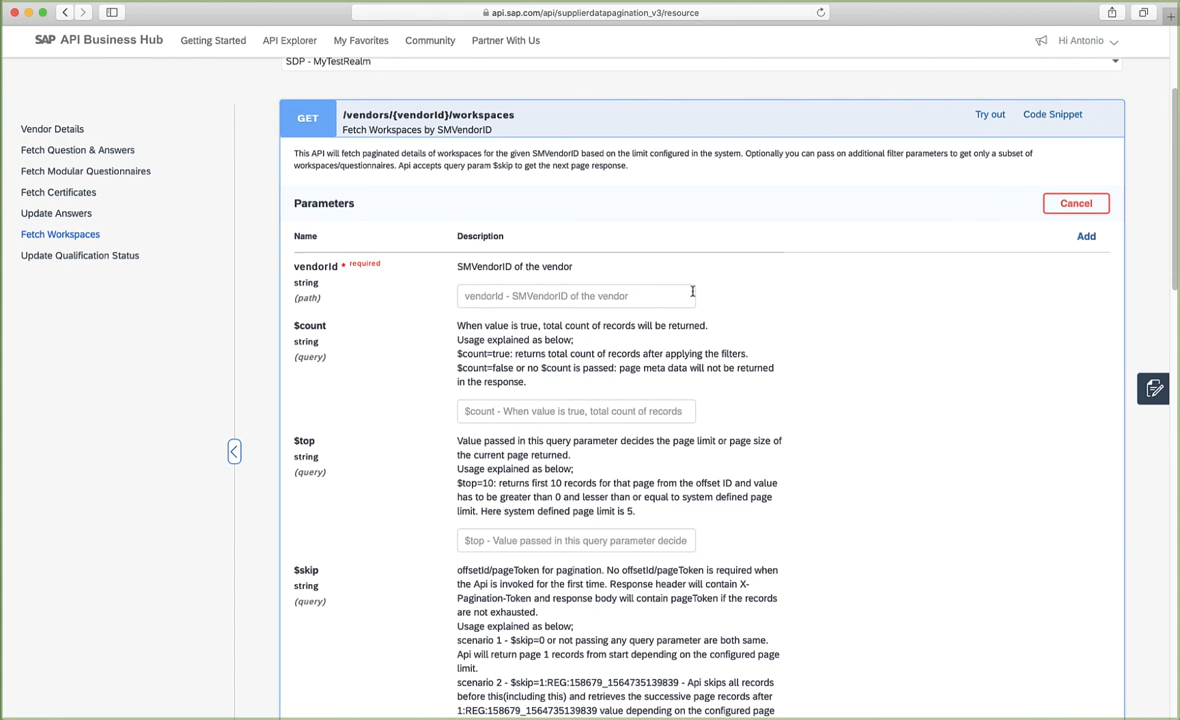 api.sap.com/api/supplierdatapagination_v3/resource
SAP API Business Hub
Getting Started
API Explorer
My Favorites
Community
Partner With Us
Hi Antonio
SDP - MyTestRealm
Vendor Details
Fetch Question & Answers
Fetch Modular Questionnaires
Fetch Certificates
Update Answers
Fetch Workspaces
Update Qualification Status
GET
/vendors/{vendorId}/workspaces
Fetch Workspaces by SMVendorID
Try out
Code Snippet
This API will fetch paginated details of workspaces for the given SMVendorID based on the limit configured in the system. Optionally you can pass on additional filter parameters to get only a subset of
workspaces/questionnaires. Api accepts query param $skip to get the next page response.
Parameters
Cancel
Name
Description
Add
vendorId * required
string
(path)
SMVendorID of the vendor
vendorId - SMVendorID of the vendor
$count
string
(query)
When value is true, total count of records will be returned.
Usage explained as below;
$count=true: returns total count of records after applying the filters.
$count=false or no $count is passed: page meta data will not be returned
in the response.
$count - When value is true, total count of records
$top
string
(query)
Value passed in this query parameter decides the page limit or page size of
the current page returned.
Usage explained as below;
$top=10: returns first 10 records for that page from the offset ID and value
has to be greater than 0 and lesser than or equal to system defined page
limit. Here system defined page limit is 5.
$top - Value passed in this query parameter decide
$skip
string
(query)
offsetId/pageToken for pagination. No offsetId/pageToken is required when
the Api is invoked for the first time. Response header will contain X-
Pagination-Token and response body will contain pageToken if the records
are not exhausted.
Usage explained as below;
scenario 1 - $skip=0 or not passing any query parameter are both same.
Api will return page 1 records from start depending on the configured page
limit.
scenario 2 - $skip=1:REG:158679_1564735139839 - Api skips all records
before this(including this) and retrieves the successive page records after
1:REG:158679_1564735139839 value depending on the configured page